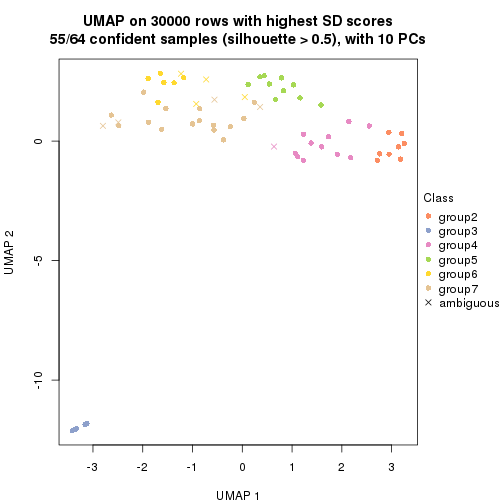 UMAP on 30000 rows with highest SD scores
55/64 confident samples (silhouette > 0.5), with 10 PCs
UMAP 2
0
-5
-10
-3 -2 -1 0 1 2 3
UMAP 1
Class
group2
group3
group4
group5
group6
group7
ambiguous